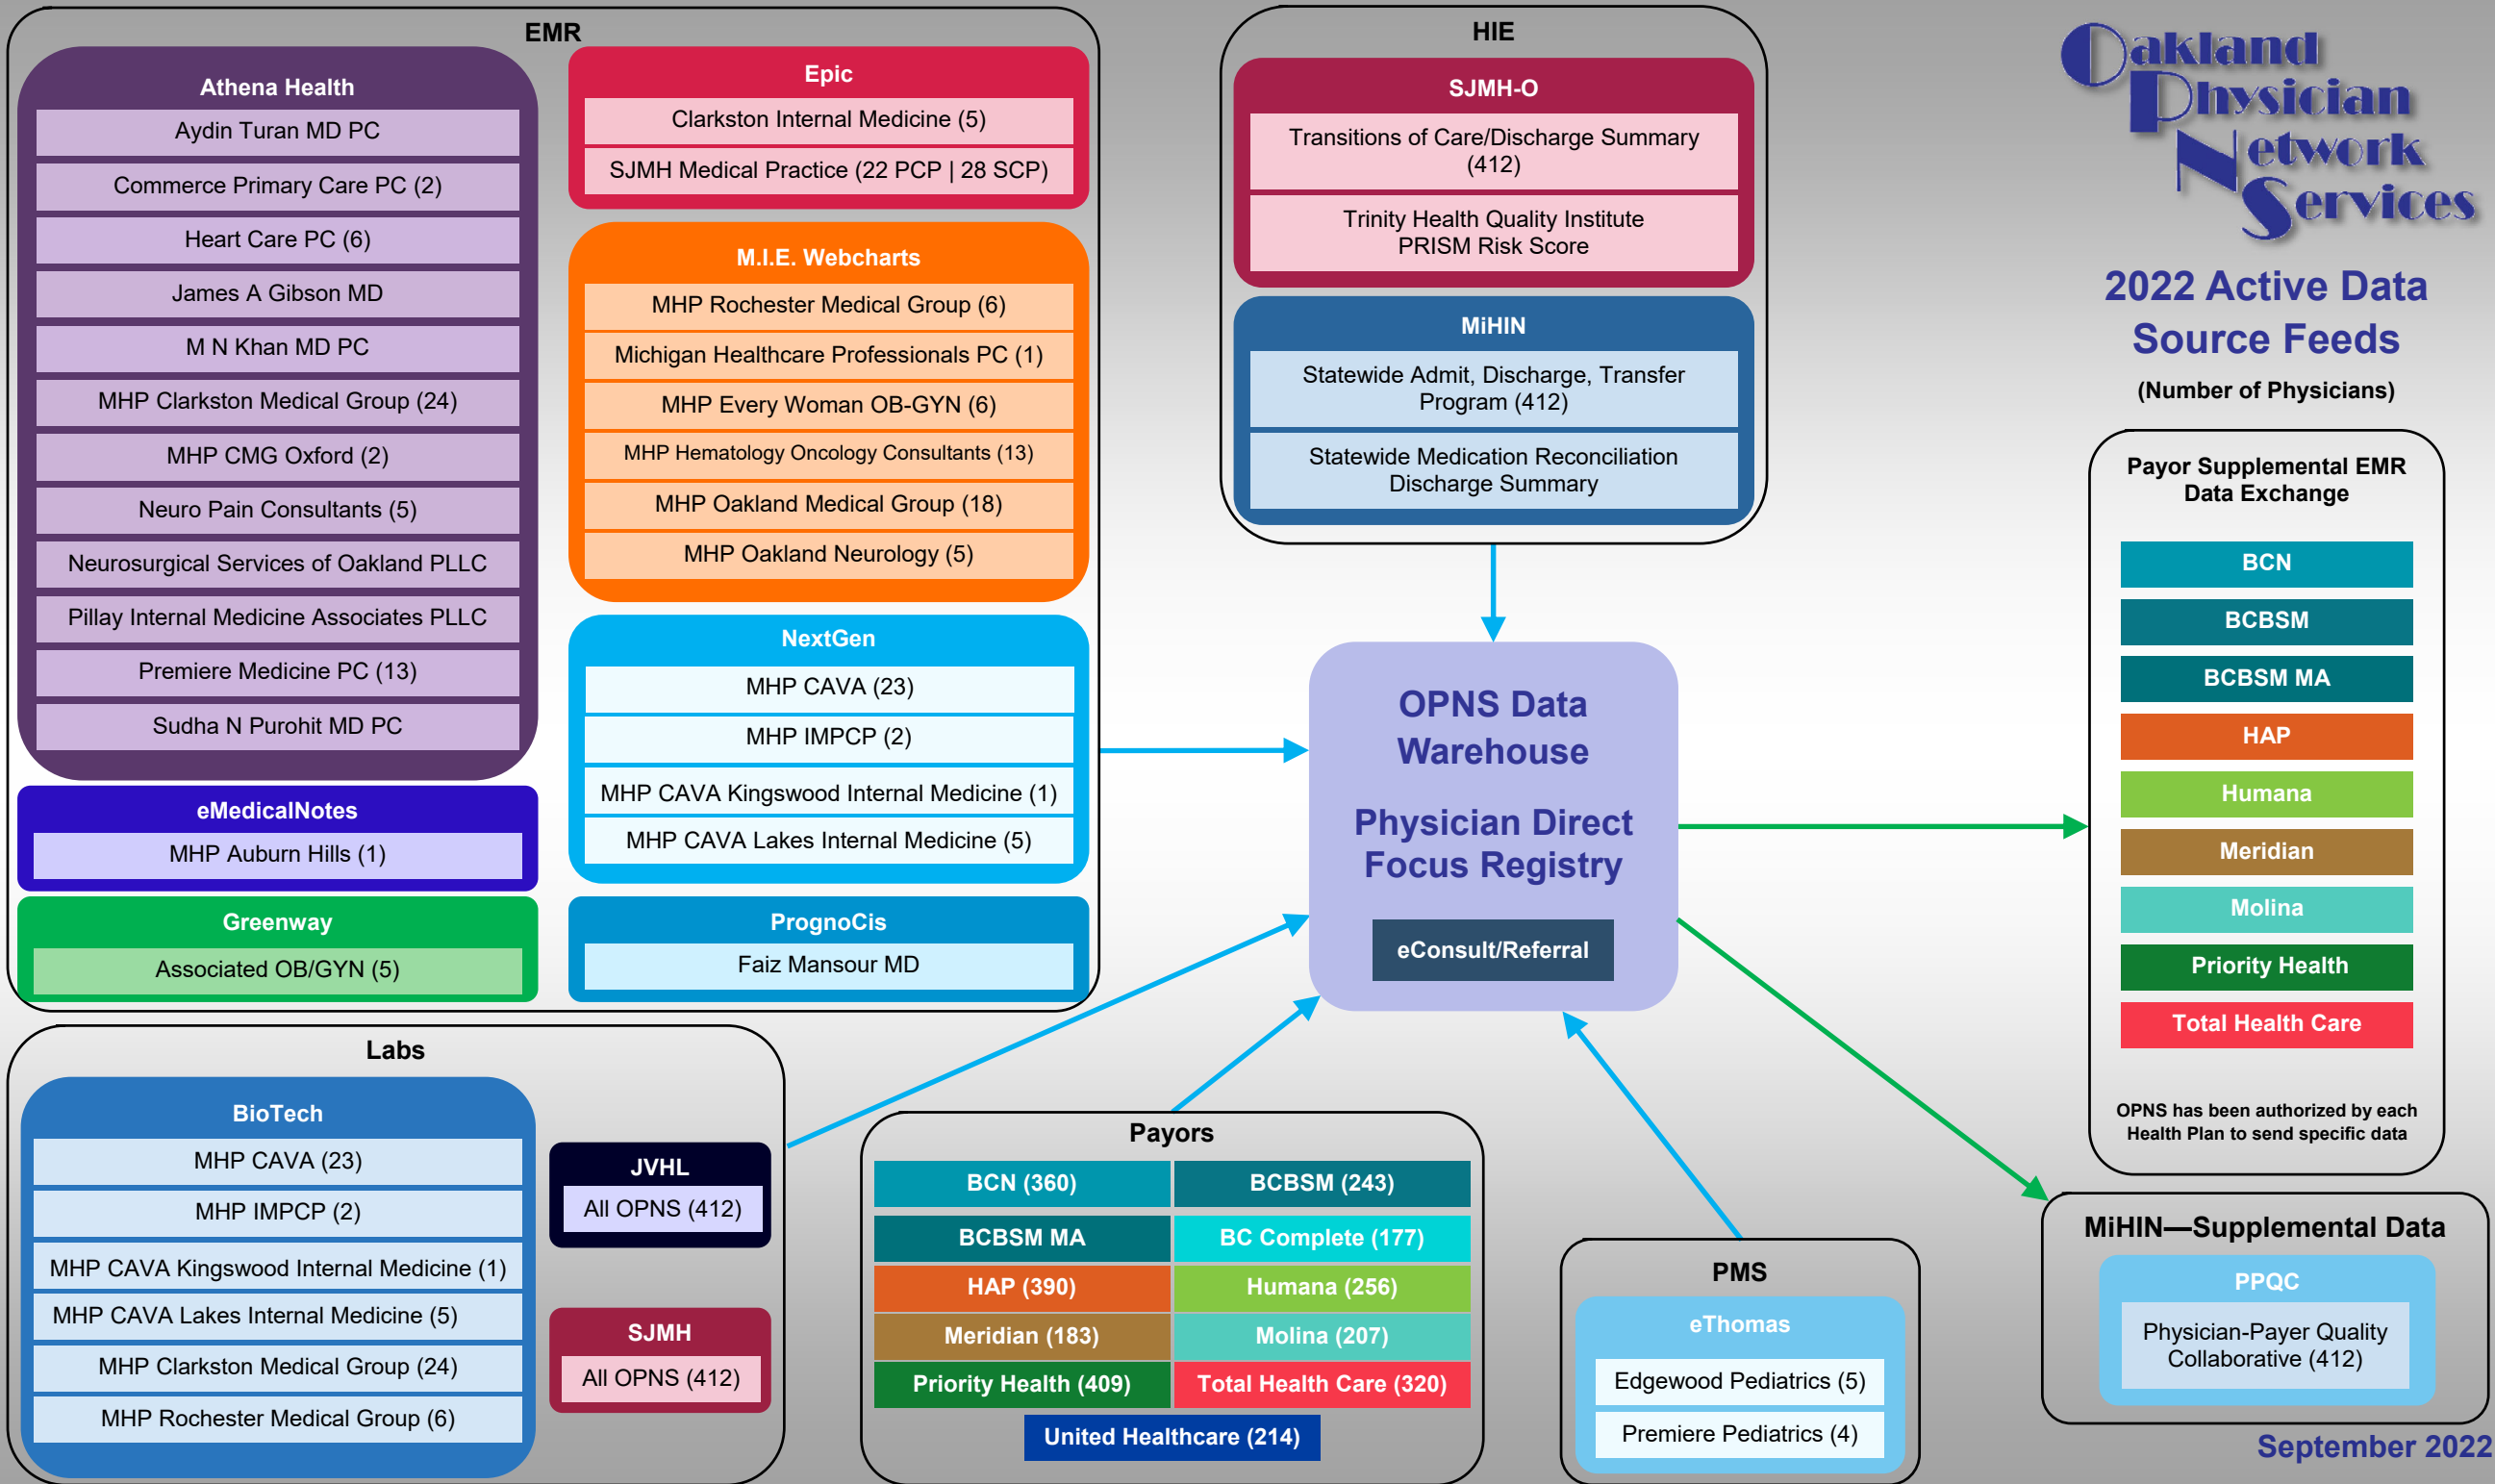 EMR
Athena Health
Aydin Turan MD PC
Commerce Primary Care PC (2)
Heart Care PC (6)
James A Gibson MD
M N Khan MD PC
MHP Clarkston Medical Group (24)
MHP CMG Oxford (2)
Neuro Pain Consultants (5)
Neurosurgical Services of Oakland PLLC
Pillay Internal Medicine Associates PLLC
Premiere Medicine PC (13)
Sudha N Purohit MD PC
eMedicalNotes
MHP Auburn Hills (1)
Greenway
Associated OB/GYN (5)
Epic
Clarkston Internal Medicine (5)
SJMH Medical Practice (22 PCP | 28 SCP)
M.I.E. Webcharts
MHP Rochester Medical Group (6)
Michigan Healthcare Professionals PC (1)
MHP Every Woman OB-GYN (6)
MHP Hematology Oncology Consultants (13)
MHP Oakland Medical Group (18)
MHP Oakland Neurology (5)
NextGen
MHP CAVA (23)
MHP IMPCP (2)
MHP CAVA Kingswood Internal Medicine (1)
MHP CAVA Lakes Internal Medicine (5)
PrognoCis
Faiz Mansour MD
HIE
SJMH-O
Transitions of Care/Discharge Summary
(412)
Trinity Health Quality Institute
PRISM Risk Score
MiHIN
Statewide Admit, Discharge, Transfer
Program (412)
Statewide Medication Reconciliation
Discharge Summary
Oakland
Physician
Network
Services
2022 Active Data
Source Feeds
(Number of Physicians)
OPNS Data
Warehouse
Physician Direct
Focus Registry
eConsult/Referral
Payor Supplemental EMR
Data Exchange
BCN
BCBSM
BCBSM MA
HAP
Humana
Meridian
Molina
Priority Health
Total Health Care
OPNS has been authorized by each
Health Plan to send specific data
Labs
BioTech
MHP CAVA (23)
MHP IMPCP (2)
MHP CAVA Kingswood Internal Medicine (1)
MHP CAVA Lakes Internal Medicine (5)
MHP Clarkston Medical Group (24)
MHP Rochester Medical Group (6)
JVHL
All OPNS (412)
SJMH
All OPNS (412)
Payors
BCN (360)
BCBSM (243)
BCBSM MA
BC Complete (177)
HAP (390)
Humana (256)
Meridian (183)
Molina (207)
Priority Health (409)
Total Health Care (320)
United Healthcare (214)
PMS
eThomas
Edgewood Pediatrics (5)
Premiere Pediatrics (4)
MiHIN—Supplemental Data
PPQC
Physician-Payer Quality
Collaborative (412)
September 2022